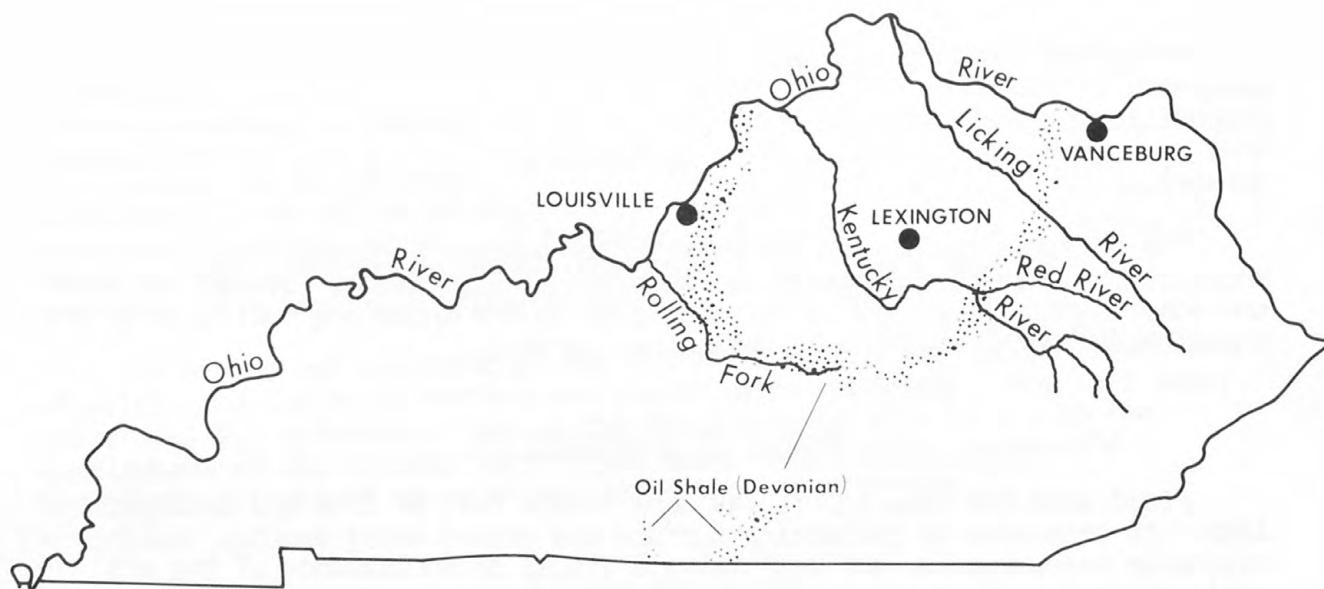 Ohio
River
Licking
VANCEBURG
LOUISVILLE
LEXINGTON
Kentucky
River
River
Red River
Rolling
River
Ohio
Fork
Oil Shale (Devonian)